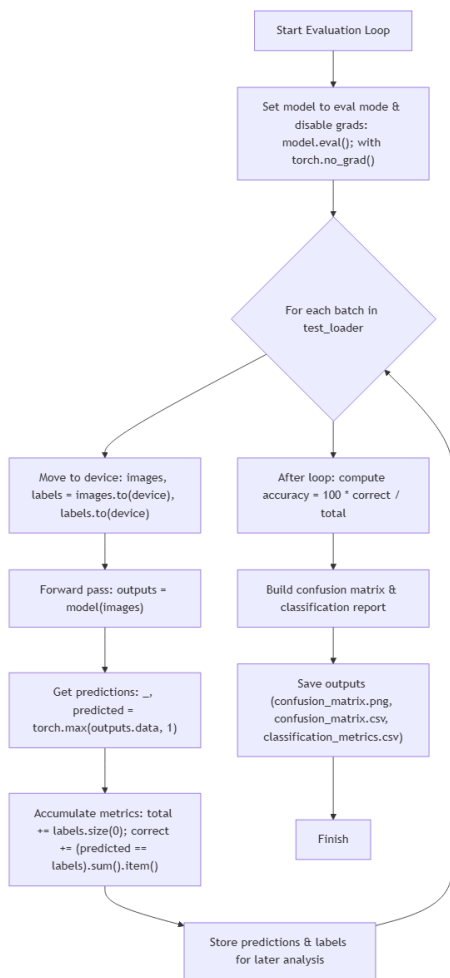 Start Evaluation Loop
Set model to eval mode &
disable grads:
model.eval(); with
torch.no_grad()
For each batch in
test_loader
Move to device: images,
labels = images.to(device),
labels.to(device)
Forward pass: outputs =
model(images)
Get predictions: _,
predicted =
torch.max(outputs.data, 1)
Accumulate metrics: total
+= labels.size(0); correct
+= (predicted ==
labels).sum().item()
Store predictions & labels
for later analysis
After loop: compute
accuracy = 100 * correct /
total
Build confusion matrix &
classification report
Save outputs
(confusion_matrix.png,
confusion_matrix.csv,
classification_metrics.csv)
Finish